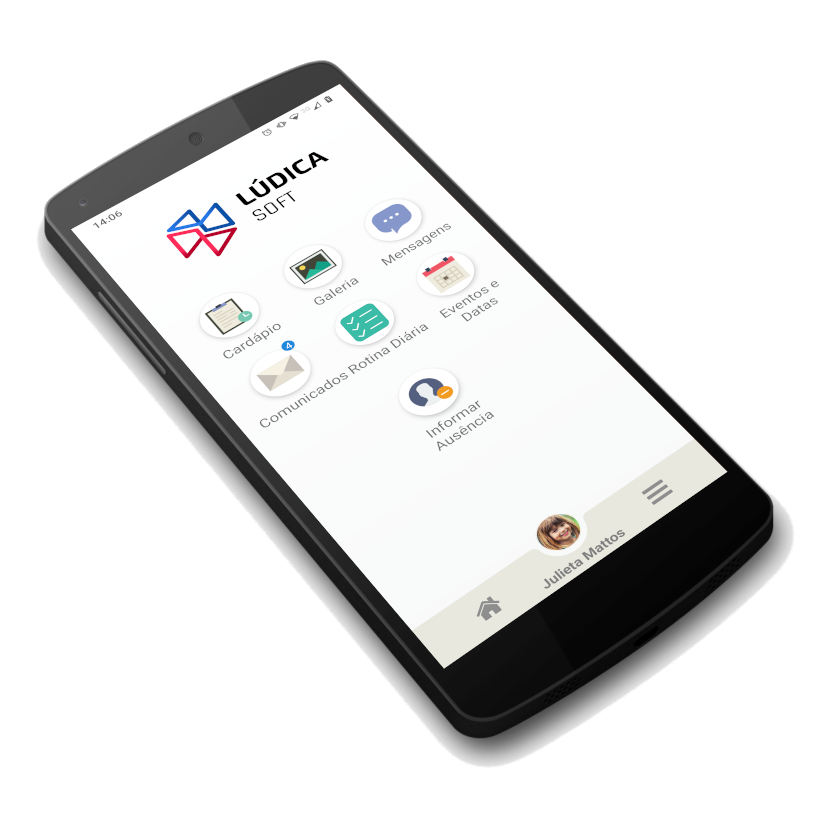 14:06
LÚDICA
SOFT
Cardápio
Galeria
Mensagens
4
Comunicados
Rotina Diária
Eventos e
Datas
Informar
Ausência
Julieta Mattos